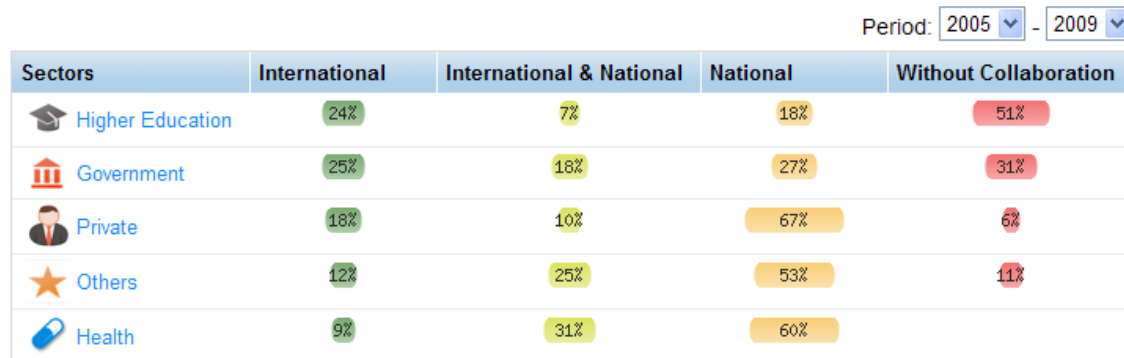 Period: 2005 - 2009
Sectors International International & National National Without Collaboration
Higher Education 24% 7% 18% 51%
Government 25% 18% 27% 31%
Private 18% 10% 67% 6%
Others 12% 25% 53% 11%
Health 9% 31% 60%